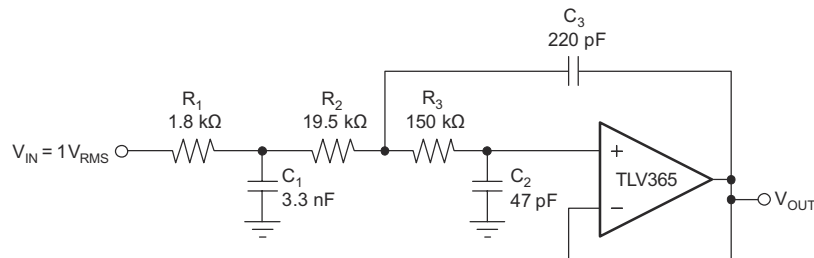 C3
220 pF
R1
1.8 kΩ
R2
19.5 kΩ
R3
150 kΩ
VIN = 1VRMS
C1
3.3 nF
C2
47 pF
+
TLV365
−
VOUT